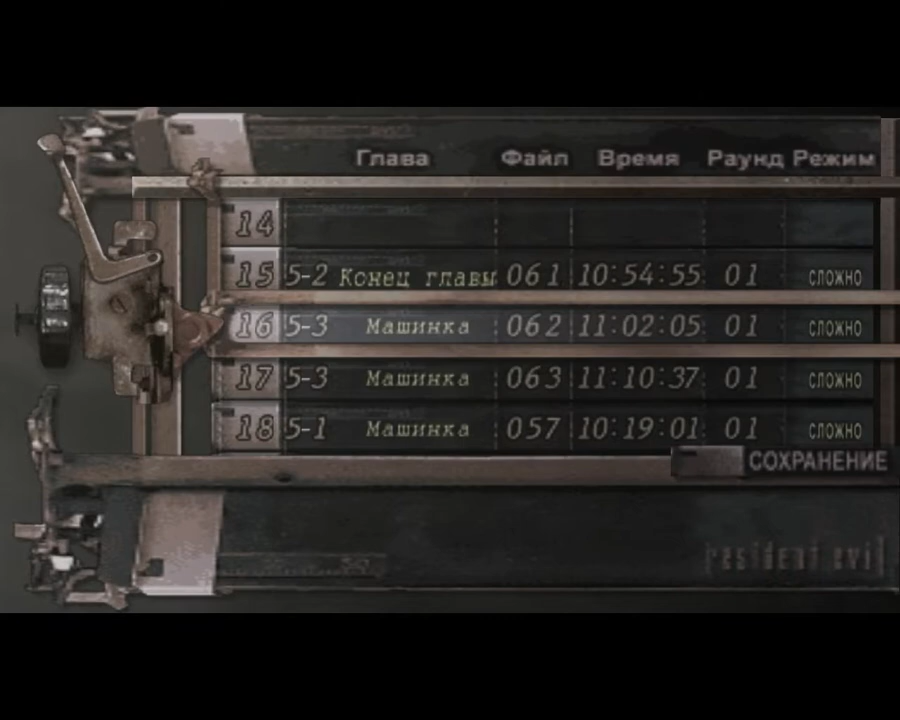 Глава Файл Время Раунд Режим
14
15 5-2 Конец главы 061 10:54:55 01 СЛОЖНО
16 5-3 Машинка 062 11:02:05 01 СЛОЖНО
17 5-3 Машинка 063 11:10:37 01 СЛОЖНО
18 5-1 Машинка 057 10:19:01 01 СЛОЖНО
СОХРАНЕНИЕ
resident evil